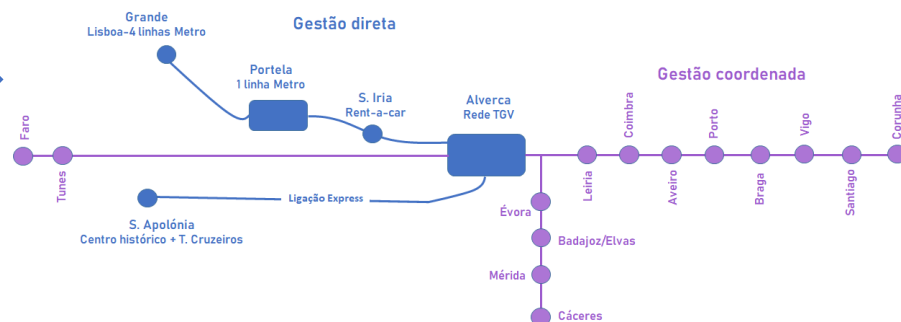 Grande
Lisboa-4 linhas Metro
Gestão direta
Portela
1 linha Metro
S. Iria
Rent-a-car
Alverca
Rede TGV
Gestão coordenada
Faro
Tunes
Leiria
Coimbra
Aveiro
Porto
Braga
Vigo
Santiago
Corunha
S. Apolónia
Centro histórico + T. Cruzeiros
Ligação Express
Évora
Badajoz/Elvas
Mérida
Cáceres